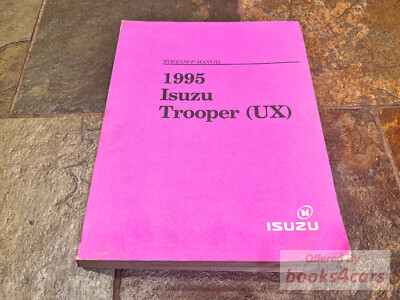 WORKSHOP MANUAL
1995
Isuzu
Trooper (UX)
ISUZU
Offered by
books4cars